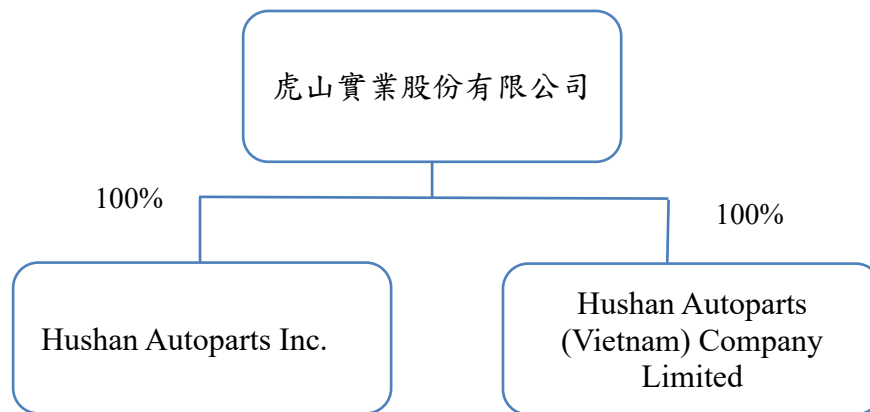 虎山實業股份有限公司
100%
100%
Hushan Autoparts Inc.
Hushan Autoparts
(Vietnam) Company
Limited